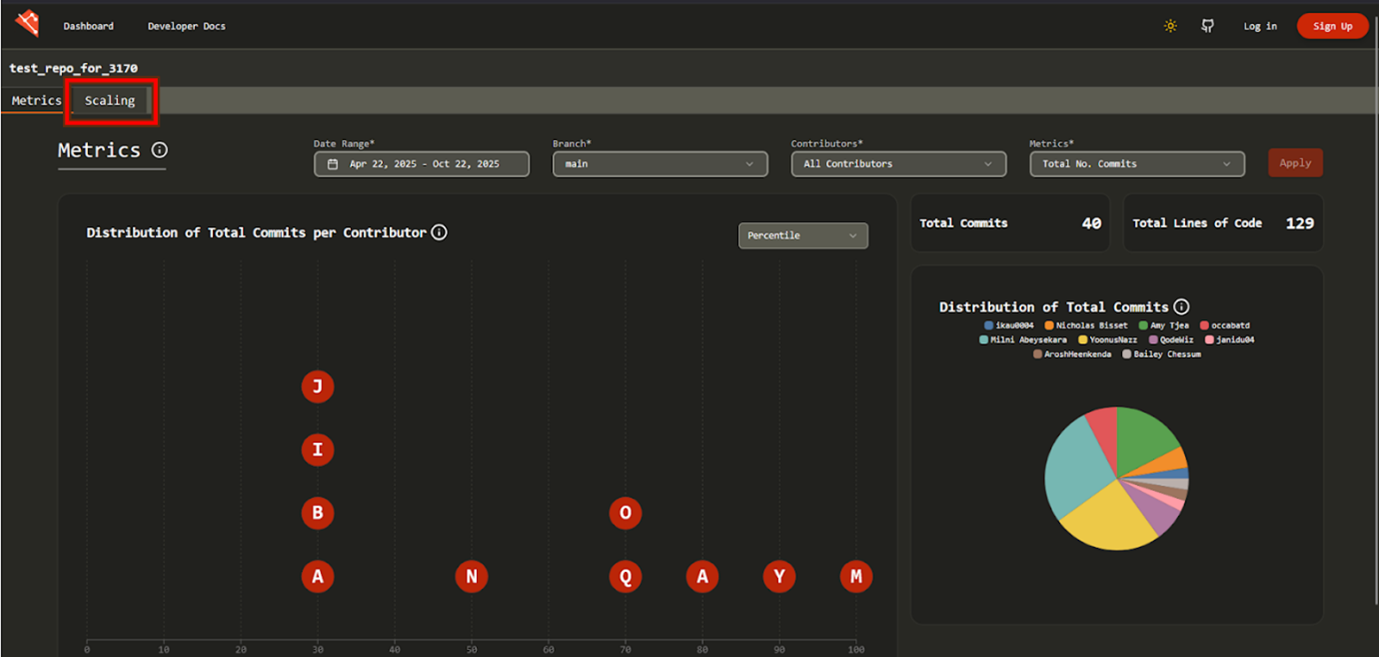 Dashboard Developer Docs Log in Sign Up
test_repo_for_3170
Metrics Scaling
Metrics
Date Range* Branch* Contributors* Metrics*
Apr 22, 2025 - Oct 22, 2025 main All Contributors Total No. Commits Apply
Distribution of Total Commits per Contributor
Percentile
Total Commits 40 Total Lines of Code 129
Distribution of Total Commits
ikau0004 Nicholas Bisset Amy Tjea occabatd
Milni Abeysekara YoonusNazz QodeWiz janidu04
AroshHeenkenda Bailey Chessum
J
I
B O
A N Q A Y M
0 10 20 30 40 50 60 70 80 90 100